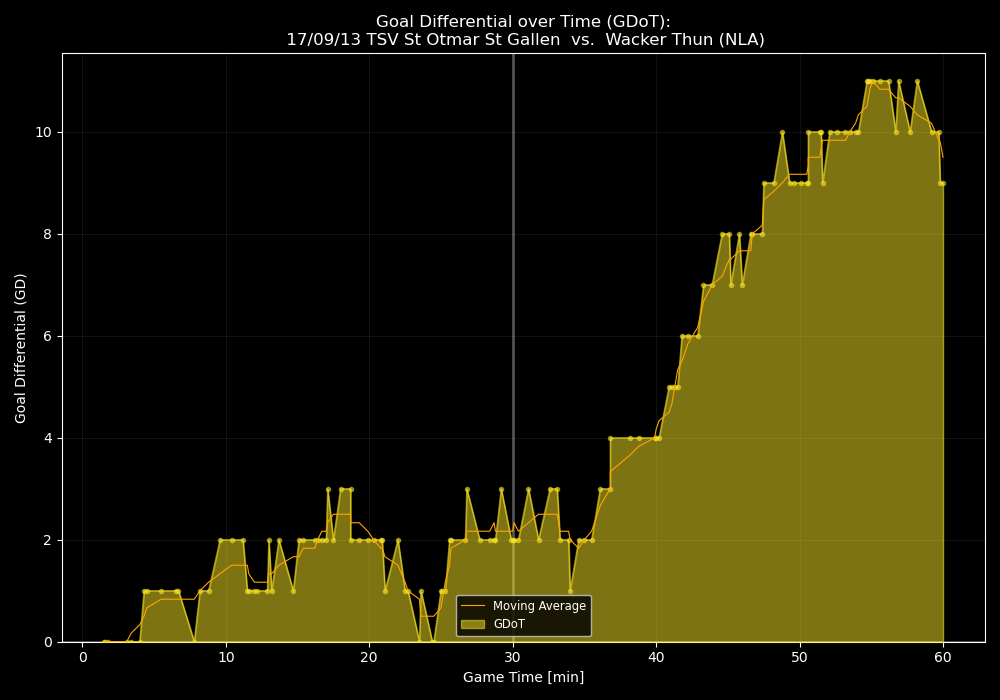 Goal Differential over Time (GDoT):
17/09/13 TSV St Otmar St Gallen  vs.  Wacker Thun (NLA)
Goal Differential (GD)
10
8
6
4
2
0
Moving Average
GDoT
0 10 20 30 40 50 60
Game Time [min]